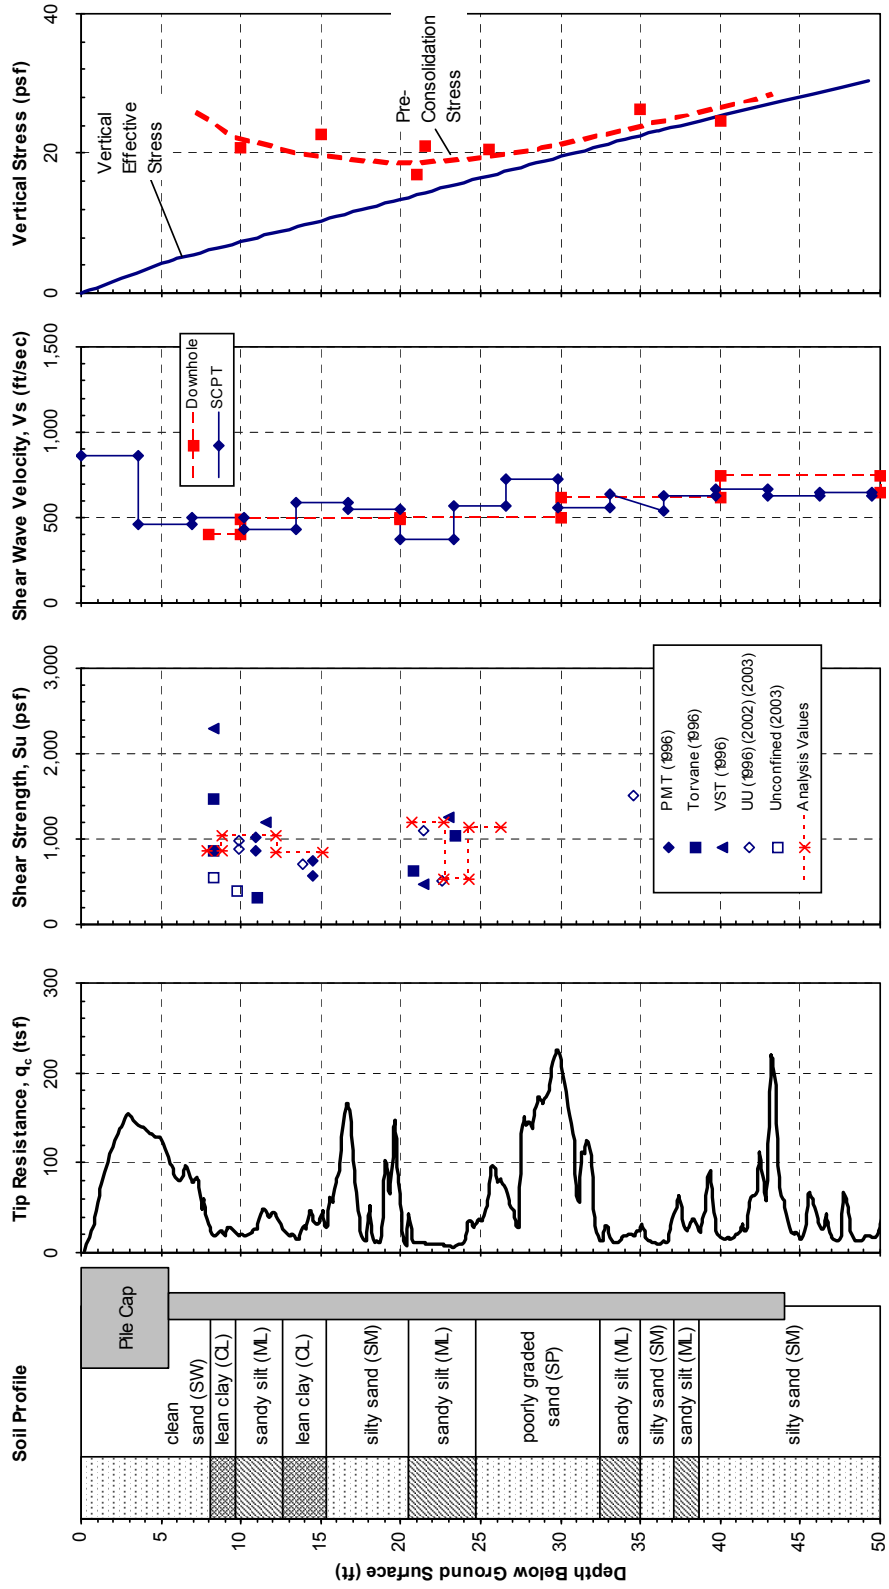 Soil Profile
Tip Resistance, qc (tsf)
Shear Strength, Su (psf)
Shear Wave Velocity, Vs (ft/sec)
Vertical Stress (psf)
0
100
200
300
0
1,000
2,000
3,000
0
500
1,000
1,500
0
20
40
Depth Below Ground Surface (ft)
0
5
10
15
20
25
30
35
40
45
50
Pile Cap
clean
sand (SW)
lean clay (CL)
sandy silt (ML)
lean clay (CL)
silty sand (SM)
sandy silt (ML)
poorly graded
sand (SP)
sandy silt (ML)
silty sand (SM)
sandy silt (ML)
silty sand (SM)
PMT (1996)
Torvane (1996)
VST (1996)
UU (1996) (2002) (2003)
Unconfined (2003)
Analysis Values
Downhole
SCPT
Vertical
Effective
Stress
Pre-
Consolidation
Stress